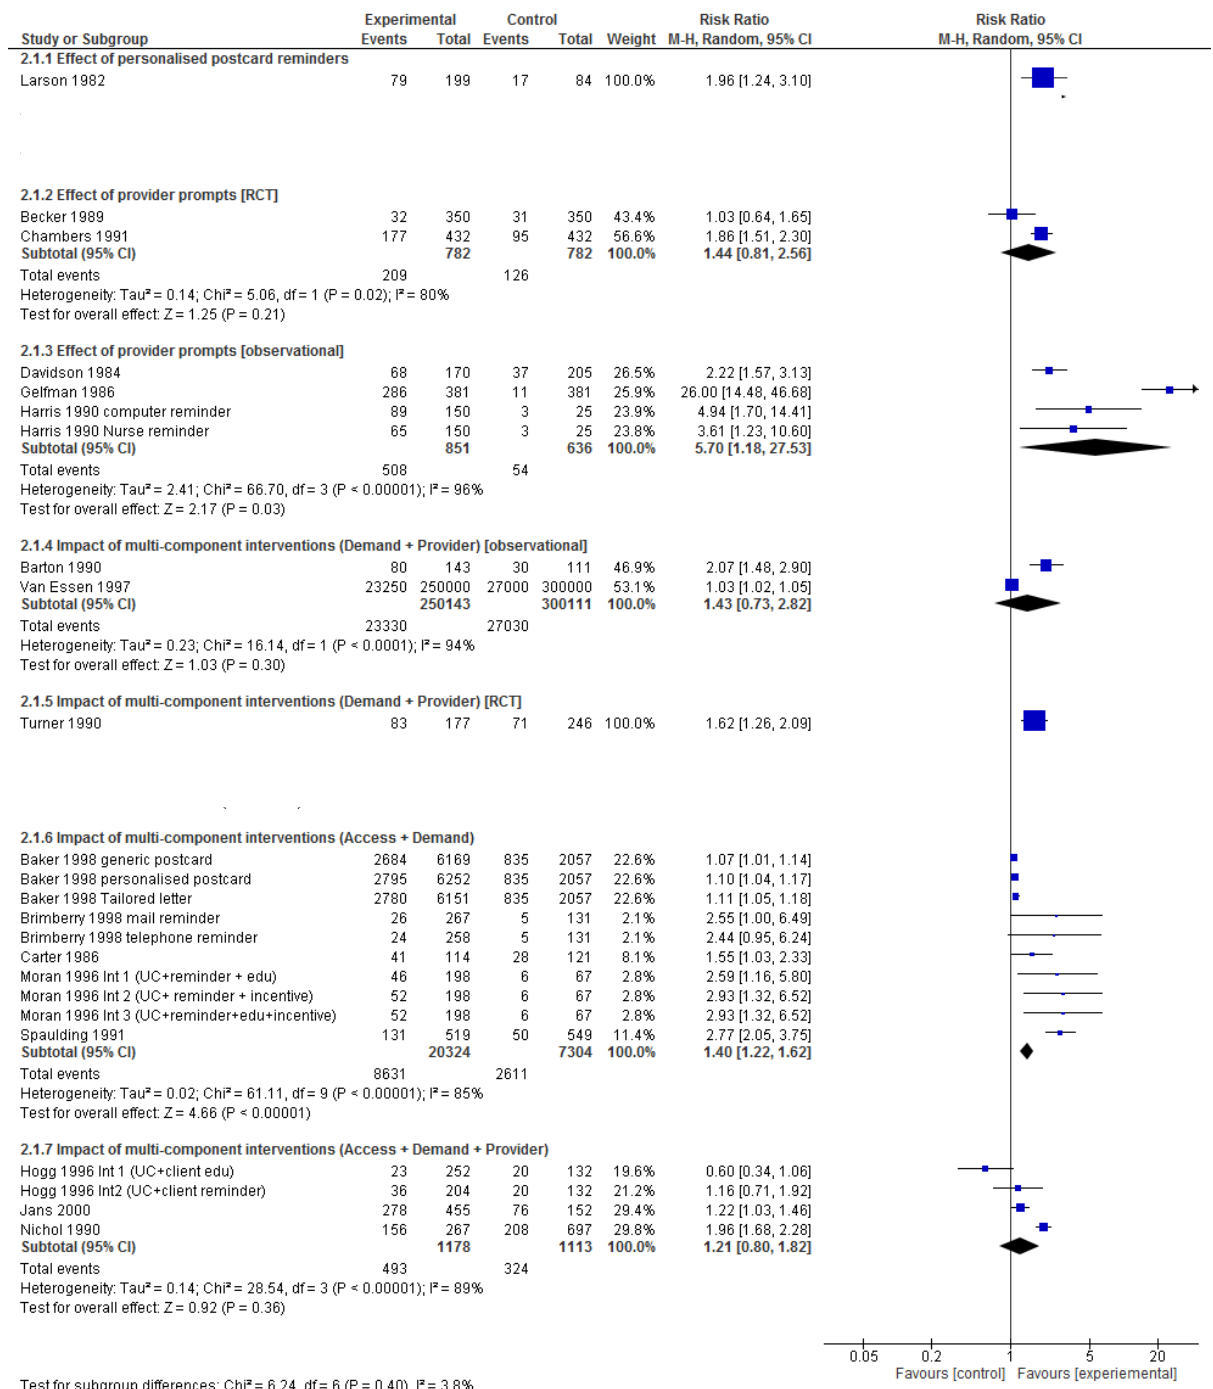 Experimental Control Risk Ratio Risk Ratio
Study or Subgroup Events Total Events Total Weight M-H, Random, 95% CI M-H, Random, 95% CI
2.1.1 Effect of personalised postcard reminders
Larson 1982 79 199 17 84 100.0% 1.96 [1.24, 3.10]
2.1.2 Effect of provider prompts [RCT]
Becker 1989 32 350 31 350 43.4% 1.03 [0.64, 1.65]
Chambers 1991 177 432 95 432 56.6% 1.86 [1.51, 2.30]
Subtotal (95% CI) 782 782 100.0% 1.44 [0.81, 2.56]
Total events 209 126
Heterogeneity: Tau² = 0.14; Chi² = 5.06, df = 1 (P = 0.02); I² = 80%
Test for overall effect: Z = 1.25 (P = 0.21)
2.1.3 Effect of provider prompts [observational]
Davidson 1984 68 170 37 205 26.5% 2.22 [1.57, 3.13]
Gelfman 1986 286 381 11 381 25.9% 26.00 [14.48, 46.68]
Harris 1990 computer reminder 89 150 3 25 23.9% 4.94 [1.70, 14.41]
Harris 1990 Nurse reminder 65 150 3 25 23.8% 3.61 [1.23, 10.60]
Subtotal (95% CI) 851 636 100.0% 5.70 [1.18, 27.53]
Total events 508 54
Heterogeneity: Tau² = 2.41; Chi² = 66.70, df = 3 (P < 0.00001); I² = 96%
Test for overall effect: Z = 2.17 (P = 0.03)
2.1.4 Impact of multi-component interventions (Demand + Provider) [observational]
Barton 1990 80 143 30 111 46.9% 2.07 [1.48, 2.90]
Van Essen 1997 23250 250000 27000 300000 53.1% 1.03 [1.02, 1.05]
Subtotal (95% CI) 250143 300111 100.0% 1.43 [0.73, 2.82]
Total events 23330 27030
Heterogeneity: Tau² = 0.23; Chi² = 16.14, df = 1 (P < 0.0001); I² = 94%
Test for overall effect: Z = 1.03 (P = 0.30)
2.1.5 Impact of multi-component interventions (Demand + Provider) [RCT]
Turner 1990 83 177 71 246 100.0% 1.62 [1.26, 2.09]
2.1.6 Impact of multi-component interventions (Access + Demand)
Baker 1998 generic postcard 2684 6169 835 2057 22.6% 1.07 [1.01, 1.14]
Baker 1998 personalised postcard 2795 6252 835 2057 22.6% 1.10 [1.04, 1.17]
Baker 1998 Tailored letter 2780 6151 835 2057 22.6% 1.11 [1.05, 1.18]
Brimberry 1998 mail reminder 26 267 5 131 2.1% 2.55 [1.00, 6.49]
Brimberry 1998 telephone reminder 24 258 5 131 2.1% 2.44 [0.95, 6.24]
Carter 1986 41 114 28 121 8.1% 1.55 [1.03, 2.33]
Moran 1996 Int 1 (UC+reminder + edu) 46 198 6 67 2.8% 2.59 [1.16, 5.80]
Moran 1996 Int 2 (UC+ reminder + incentive) 52 198 6 67 2.8% 2.93 [1.32, 6.52]
Moran 1996 Int 3 (UC+reminder+edu+incentive) 52 198 6 67 2.8% 2.93 [1.32, 6.52]
Spaulding 1991 131 519 50 549 11.4% 2.77 [2.05, 3.75]
Subtotal (95% CI) 20324 7304 100.0% 1.40 [1.22, 1.62]
Total events 8631 2611
Heterogeneity: Tau² = 0.02; Chi² = 61.11, df = 9 (P < 0.00001); I² = 85%
Test for overall effect: Z = 4.66 (P < 0.00001)
2.1.7 Impact of multi-component interventions (Access + Demand + Provider)
Hogg 1996 Int 1 (UC+client edu) 23 252 20 132 19.6% 0.60 [0.34, 1.06]
Hogg 1996 Int2 (UC+client reminder) 36 204 20 132 21.2% 1.16 [0.71, 1.92]
Jans 2000 278 455 76 152 29.4% 1.22 [1.03, 1.46]
Nichol 1990 156 267 208 697 29.8% 1.96 [1.68, 2.28]
Subtotal (95% CI) 1178 1113 100.0% 1.21 [0.80, 1.82]
Total events 493 324
Heterogeneity: Tau² = 0.14; Chi² = 28.54, df = 3 (P < 0.00001); I² = 89%
Test for overall effect: Z = 0.92 (P = 0.36)
0.05 0.2 1 5 20
Favours [control] Favours [experiemental]
Test for subgroup differences: Chi² = 6.24, df = 6 (P = 0.40), I² = 3.8%